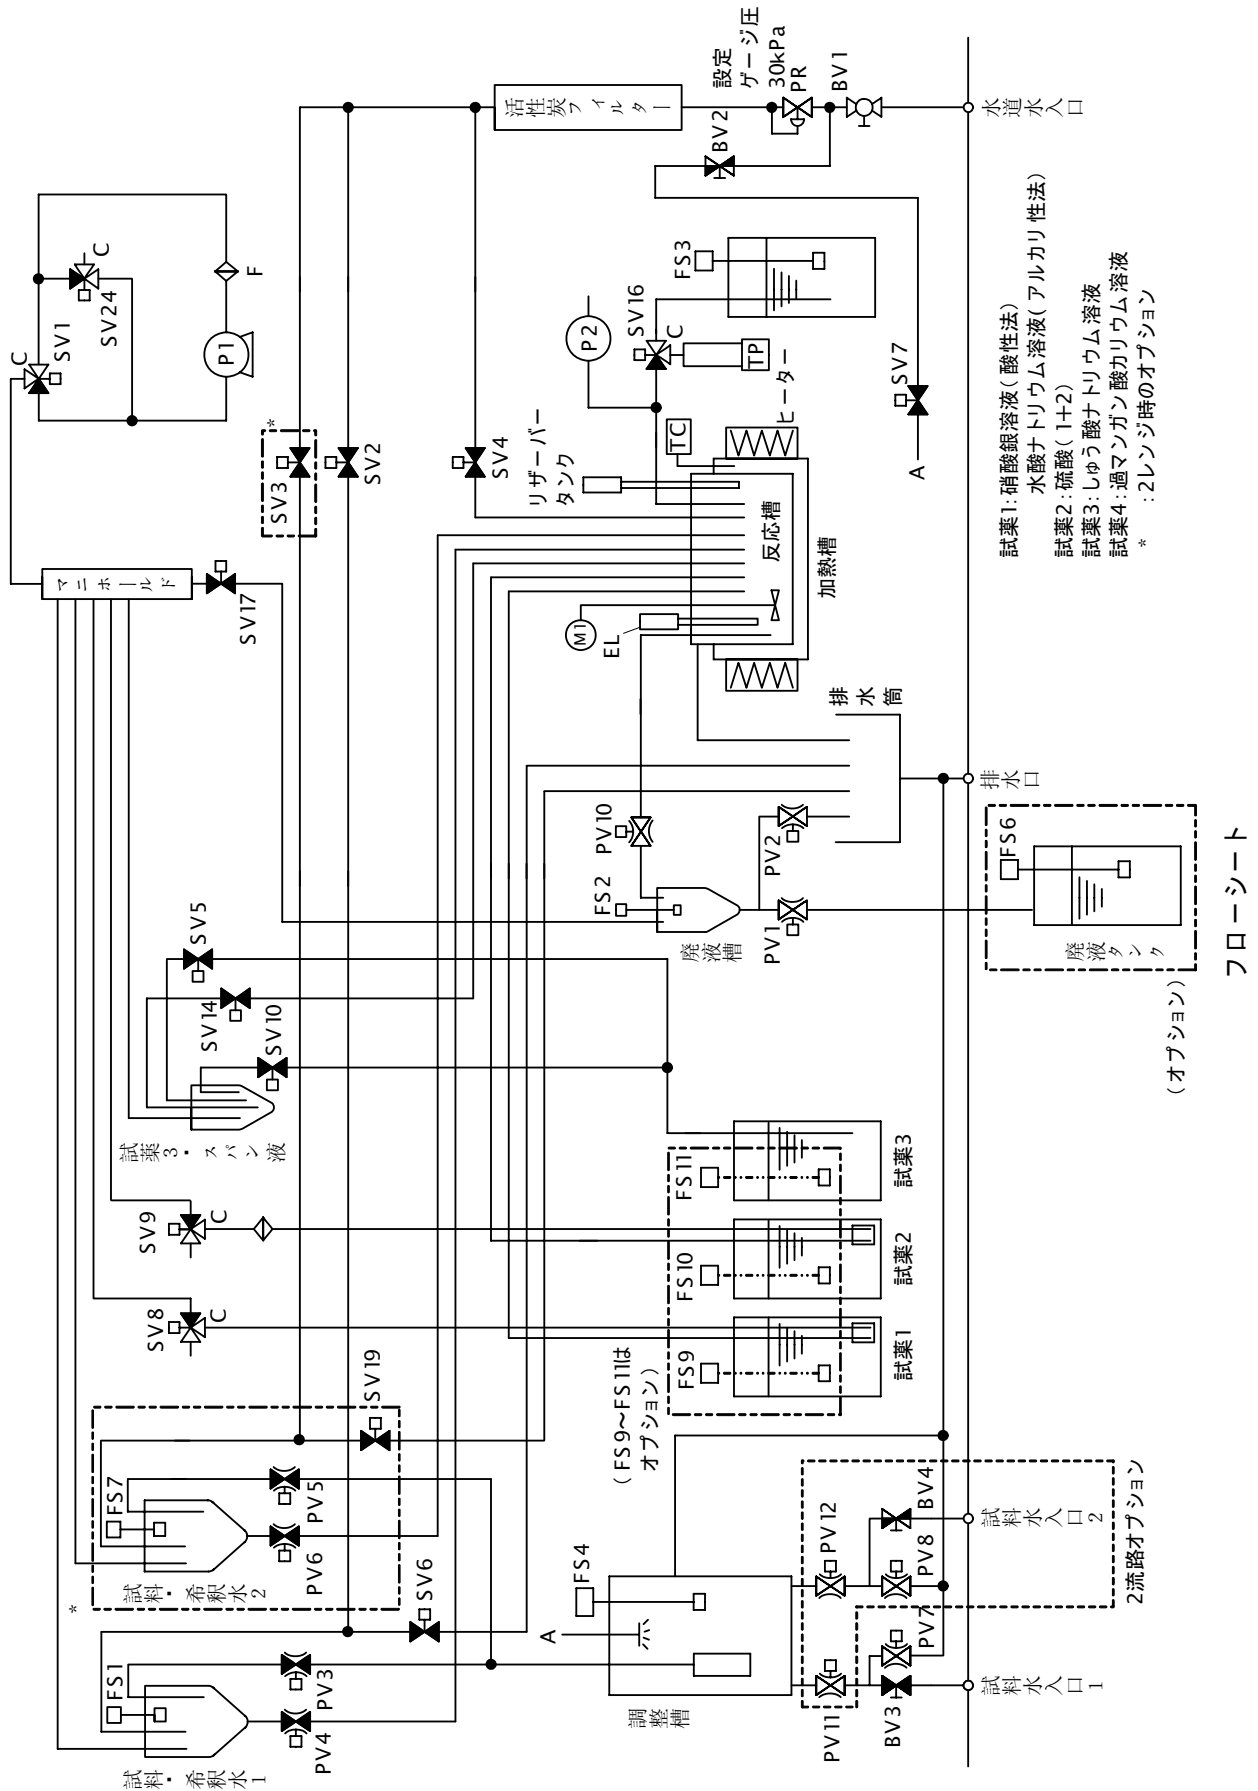 フローシート
C
SV1
SV24
C
P1
F
マニホールド
SV17
SV3
*
SV2
SV4
活性炭フィルター
設定
ゲージ圧
30kPa
PR
BV1
BV2
水道水入口
P2
SV16
C
FS3
TP
TC
ヒーター
リザーバー
タンク
反応槽
加熱槽
M1
EL
SV7
A
試薬1:硝酸銀溶液(酸性法)
水酸ナトリウム溶液(アルカリ性法)
試薬2:硫酸(1+2)
試薬3:しゅう酸ナトリウム溶液
試薬4:過マンガン酸カリウム溶液
* :2レンジ時のオプション
SV5
SV14
SV10
試薬3・スパン液
PV10
FS2
廃液槽
PV1
PV2
排水筒
排水口
FS6
廃液タンク
(オプション)
SV9
C
SV8
C
FS11
FS10
FS9
試薬3
試薬2
試薬1
(FS9~FS11は
オプション)
SV19
FS7
PV5
PV6
試料・希釈水2
*
SV6
FS1
PV3
PV4
試料・希釈水1
FS4
A
調整槽
PV12
BV4
PV8
PV7
PV11
BV3
試料水入口2
試料水入口1
2流路オプション